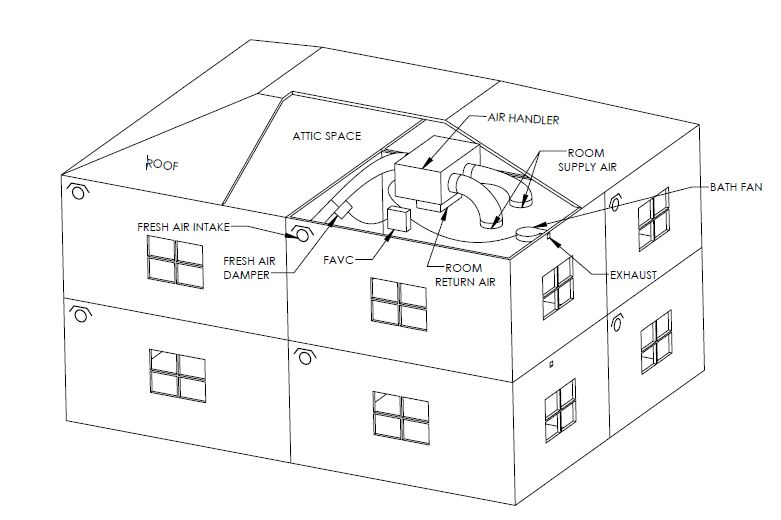 AIR HANDLER
ATTIC SPACE
ROOF
ROOM
SUPPLY AIR
BATH FAN
FRESH AIR INTAKE
FRESH AIR
DAMPER
FAVC
ROOM
RETURN AIR
EXHAUST